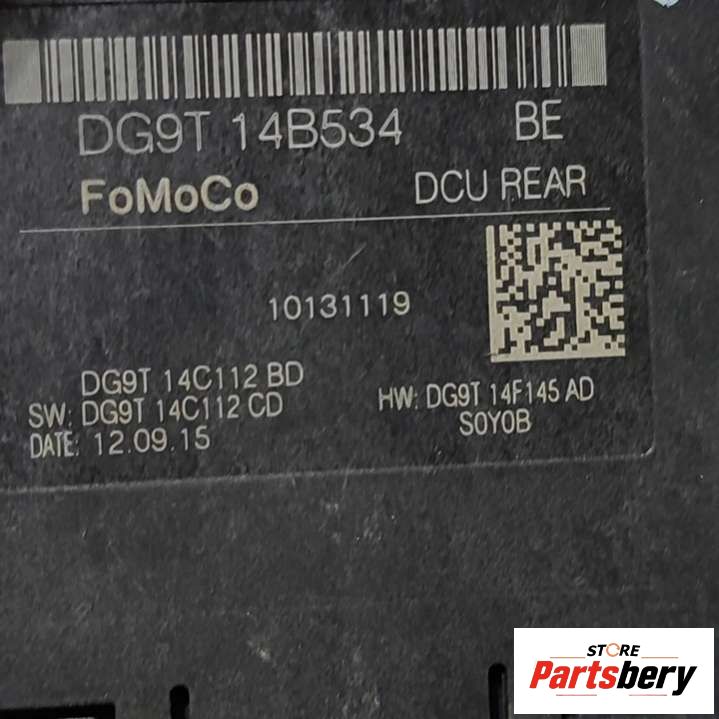 DG9T 14B534 BE
FoMoCo DCU REAR
10131119
DG9T 14C112 BD
SW: DG9T 14C112 CD
DATE: 12.09.15
HW: DG9T 14F145 AD
S0Y0B
STORE
Partsbery